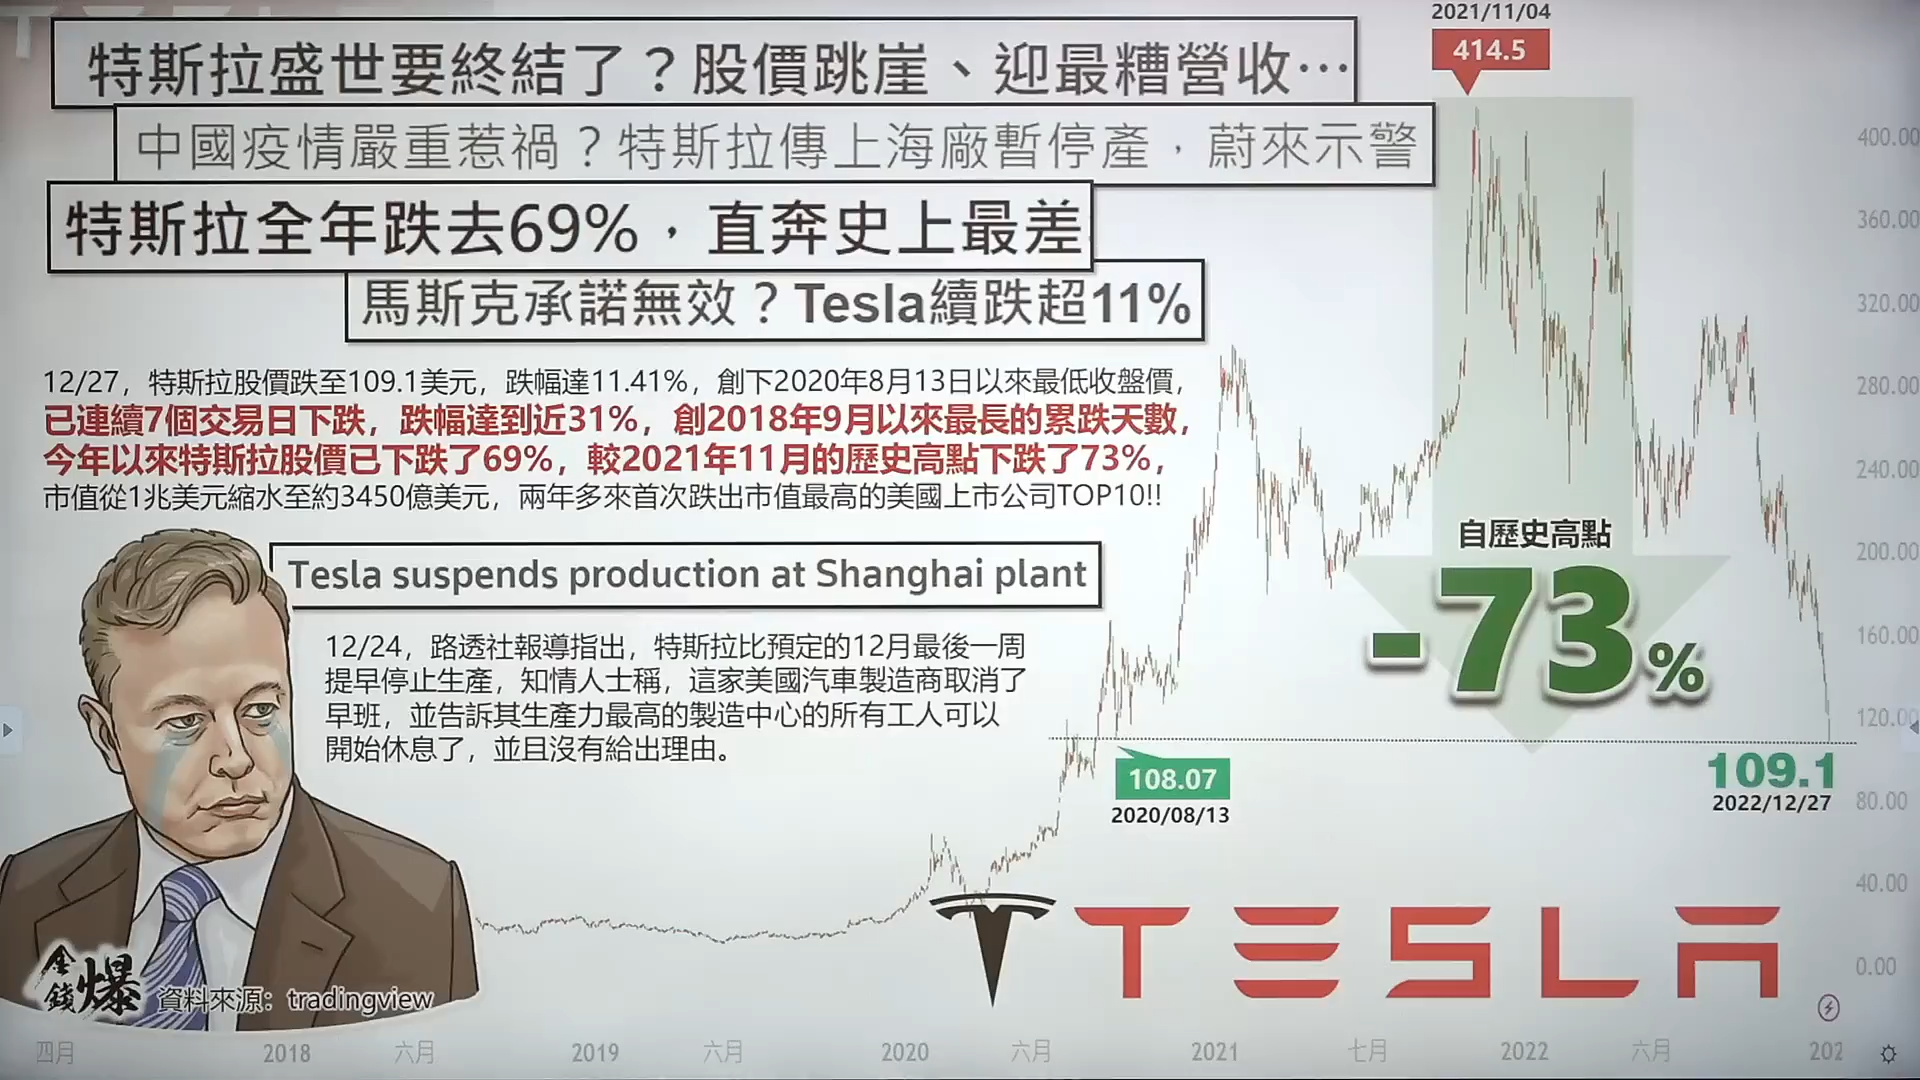 特斯拉盛世要終結了？股價跳崖、迎最糟營收…
中國疫情嚴重惹禍？特斯拉傳上海廠暫停產，蔚來示警
特斯拉全年跌去69%，直奔史上最差
馬斯克承諾無效？Tesla續跌超11%
12/27，特斯拉股價跌至109.1美元，跌幅達11.41%，創下2020年8月13日以來最低收盤價，
已連續7個交易日下跌，跌幅達到近31%，創2018年9月以來最長的累跌天數，
今年以來特斯拉股價已下跌了69%，較2021年11月的歷史高點下跌了73%，
市值從1兆美元縮水至約3450億美元，兩年多來首次跌出市值最高的美國上市公司TOP10!!
Tesla suspends production at Shanghai plant
12/24，路透社報導指出，特斯拉比預定的12月最後一周
提早停止生產，知情人士稱，這家美國汽車製造商取消了
早班，並告訴其生產力最高的製造中心的所有工人可以
開始休息了，並且沒有給出理由。
2021/11/04
414.5
自歷史高點
-73%
108.07
2020/08/13
109.1
2022/12/27
400.00
360.00
320.00
280.00
240.00
200.00
160.00
120.00
80.00
40.00
0.00
TESLA
金錢爆
資料來源：tradingview
四月 2018 六月 2019 六月 2020 六月 2021 七月 2022 六月 202